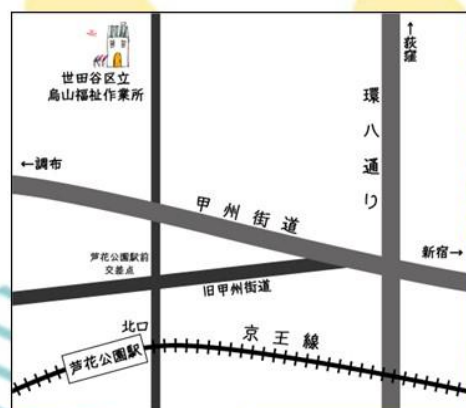 ↑荻窪
世田谷区立
烏山福祉作業所
環八通り
←調布
甲州街道
新宿→
芦花公園駅前
交差点
旧甲州街道
北口
京王線
芦花公園駅